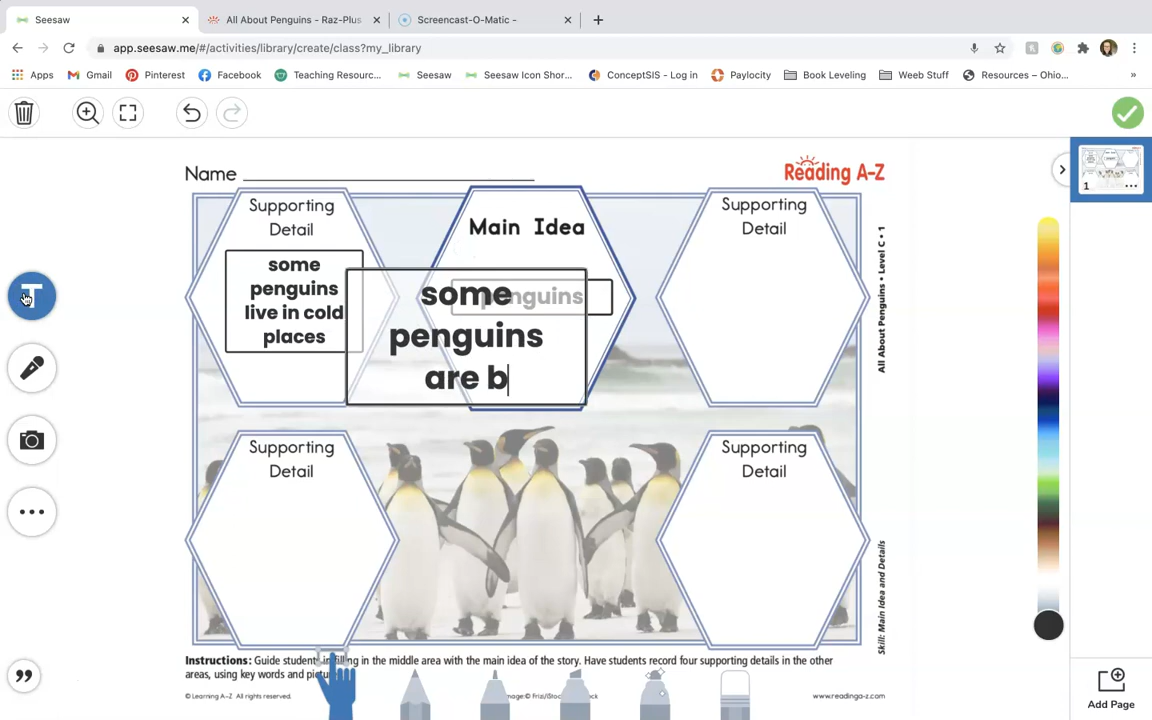 Seesaw
All About Penguins - Raz-Plus
Screencast-O-Matic -
app.seesaw.me/#/activities/library/create/class?my_library
Apps
Gmail
Pinterest
Facebook
Teaching Resourc...
Seesaw
Seesaw Icon Shor...
ConceptSIS - Log in
Paylocity
Book Leveling
Weeb Stuff
Resources – Ohio...
»
Name
Reading A-Z
Supporting
Detail
some
penguins
live in cold
places
Main Idea
penguins
some
penguins
are b
Supporting
Detail
Supporting
Detail
Supporting
Detail
All About Penguins • Level C • 1
Skill: Main Idea and Details
Instructions: Guide students in filling in the middle area with the main idea of the story. Have students record four supporting details in the other
areas, using key words and
© Learning A–Z All rights reserved.
www.readinga-z.com
T
1
Add Page